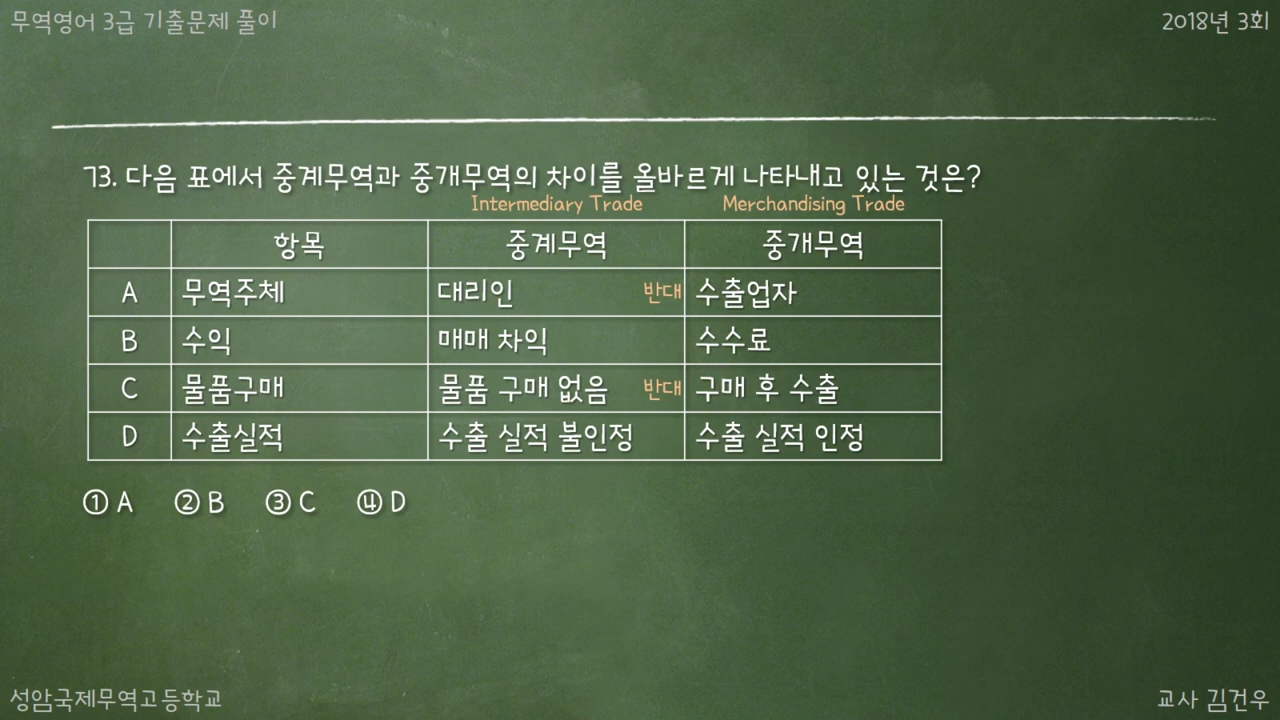 무역영어 3급 기출문제 풀이
2018년 3회
73. 다음 표에서 중계무역과 중개무역의 차이를 올바르게 나타내고 있는 것은?
Intermediary Trade Merchandising Trade
항목 중계무역 중개무역
A 무역주체 대리인 반대 수출업자
B 수익 매매 차익 수수료
C 물품구매 물품 구매 없음 반대 구매 후 수출
D 수출실적 수출 실적 불인정 수출 실적 인정
① A ② B ③ C ④ D
성암국제무역고등학교
교사 김건우